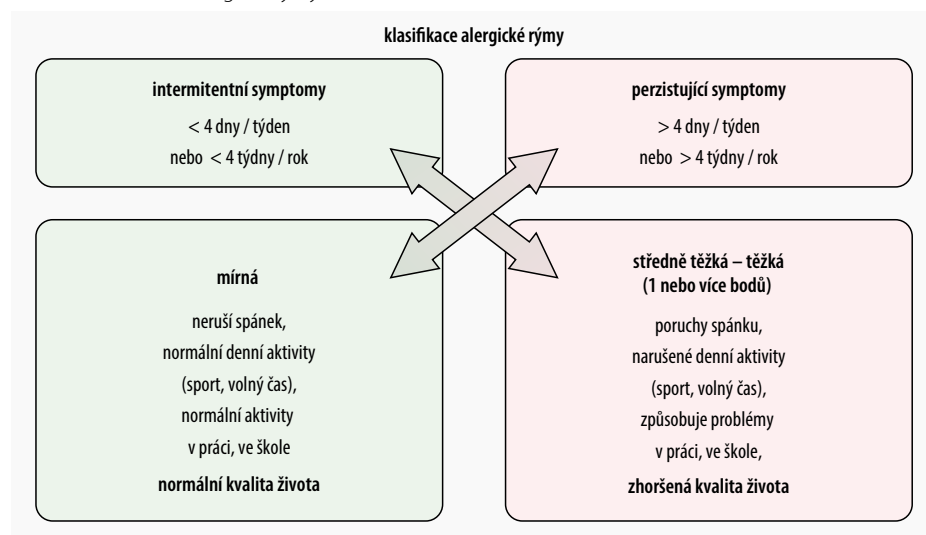 klasifikace alergické rýmy
intermitentní symptomy
< 4 dny / týden
nebo < 4 týdny / rok
perzistující symptomy
> 4 dny / týden
nebo > 4 týdny / rok
mírná
neruší spánek,
normální denní aktivity
(sport, volný čas),
normální aktivity
v práci, ve škole
normální kvalita života
středně těžká – těžká
(1 nebo více bodů)
poruchy spánku,
narušené denní aktivity
(sport, volný čas),
způsobuje problémy
v práci, ve škole,
zhoršená kvalita života